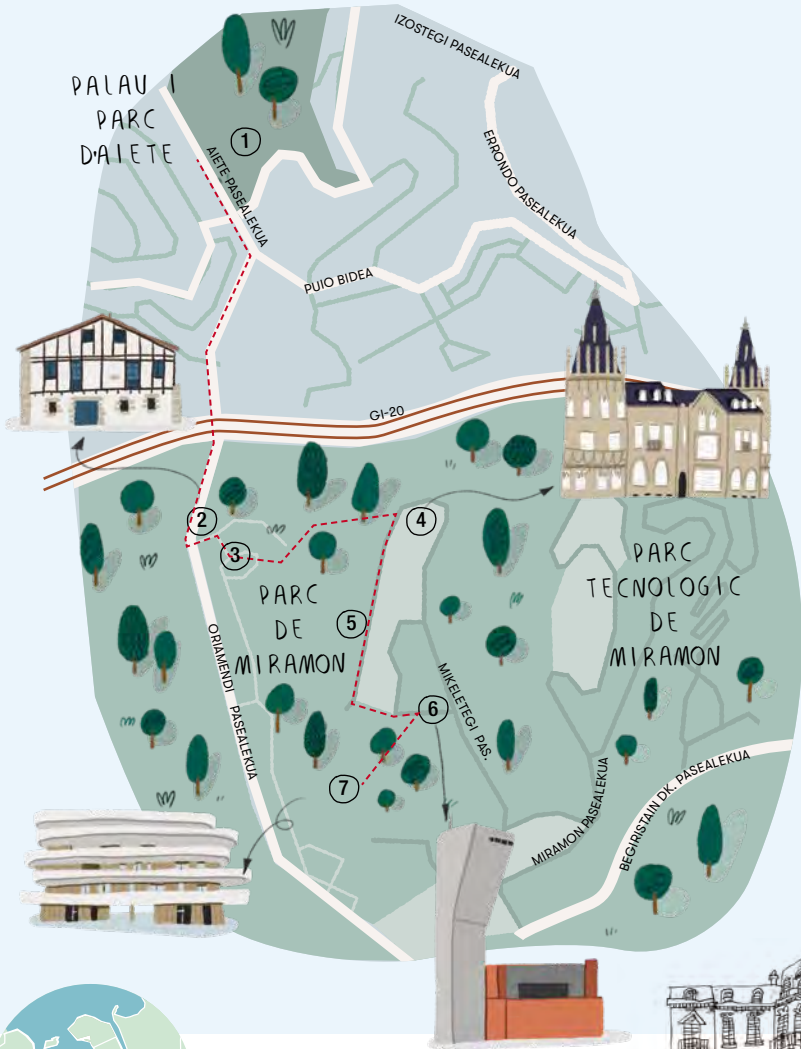 IZOSTEGI PASEALEKUA
PALAU I
PARC
D'AIETE
1
AIETE PASEALEKUA
ERRONDO PASEALEKUA
PUIO BIDEA
GI-20
2
3
4
PARC
TECNOLOGIC
DE
MIRAMON
PARC
DE
MIRAMON
5
ORIAMENDI PASEALEKUA
MIKELETEGI PAS.
6
7
MIRAMON PASEALEKUA
BEGIRISTAIN DK. PASEALEKUA